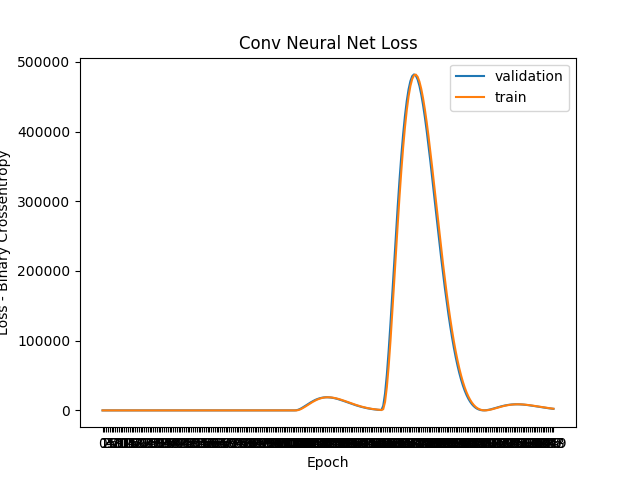 Conv Neural Net Loss
validation
train
500000
400000
300000
200000
100000
0
Loss - Binary Crossentropy
Epoch